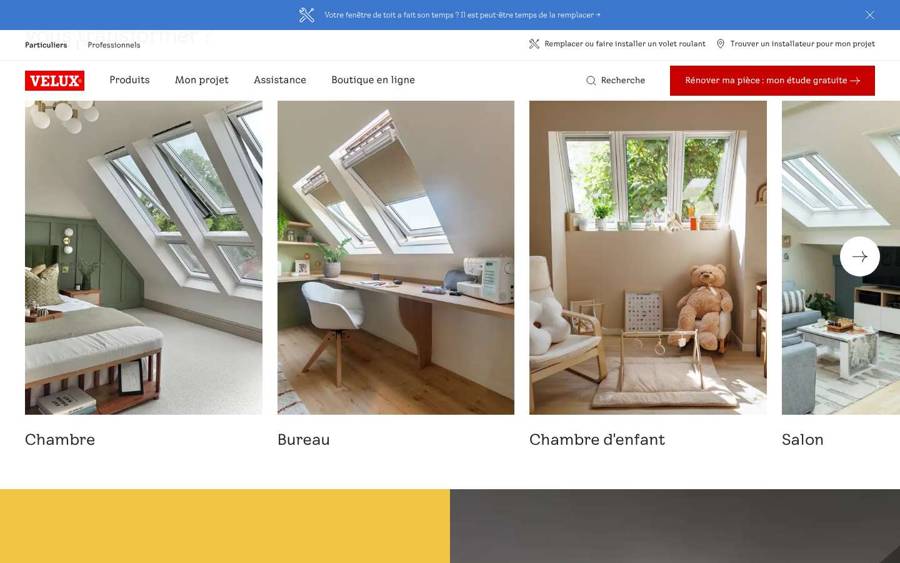 Votre fenêtre de toit a fait son temps ? Il est peut-être temps de la remplacer →
vous transformer ?
Particuliers
Professionnels
Remplacer ou faire installer un volet roulant
Trouver un installateur pour mon projet
VELUX
Produits
Mon projet
Assistance
Boutique en ligne
Recherche
Rénover ma pièce : mon étude gratuite
Chambre
Bureau
Chambre d'enfant
Salon